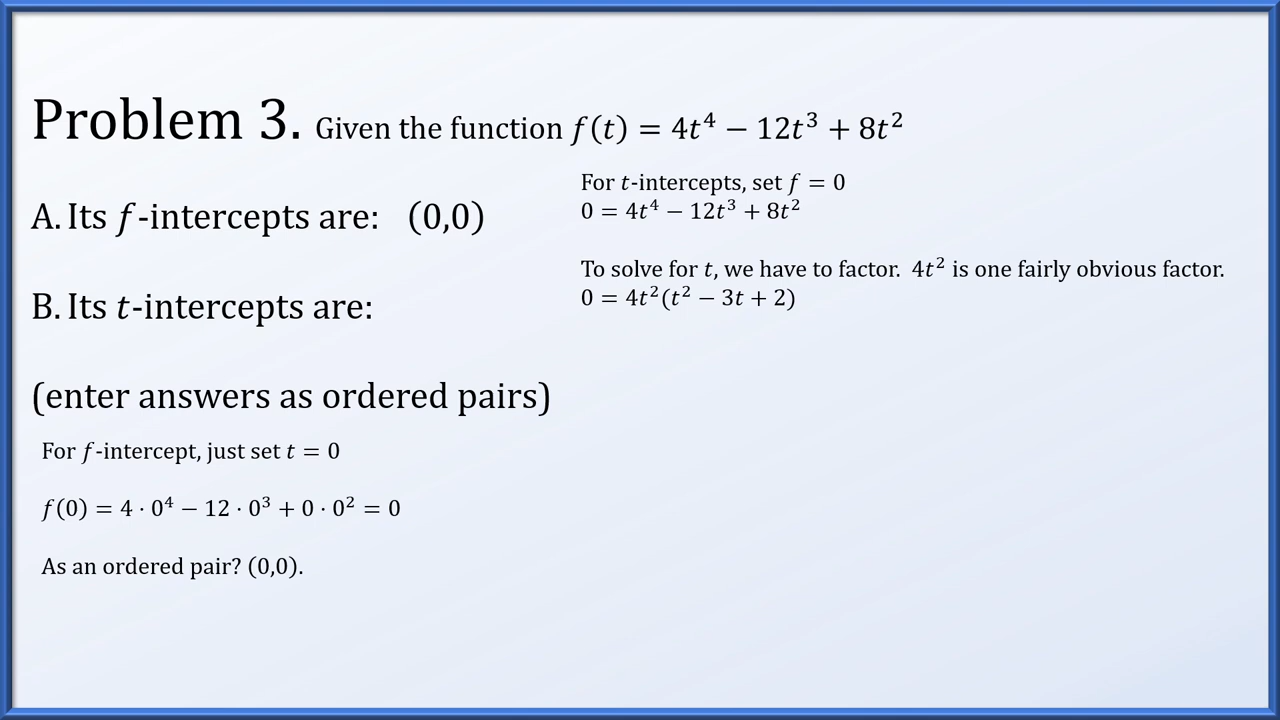 Problem 3. Given the function f(t) = 4t⁴ − 12t³ + 8t²
A. Its f-intercepts are: (0,0)
B. Its t-intercepts are:
(enter answers as ordered pairs)
For f-intercept, just set t = 0
f(0) = 4 · 0⁴ − 12 · 0³ + 0 · 0² = 0
As an ordered pair? (0,0).
For t-intercepts, set f = 0
0 = 4t⁴ − 12t³ + 8t²
To solve for t, we have to factor. 4t² is one fairly obvious factor.
0 = 4t²(t² − 3t + 2)